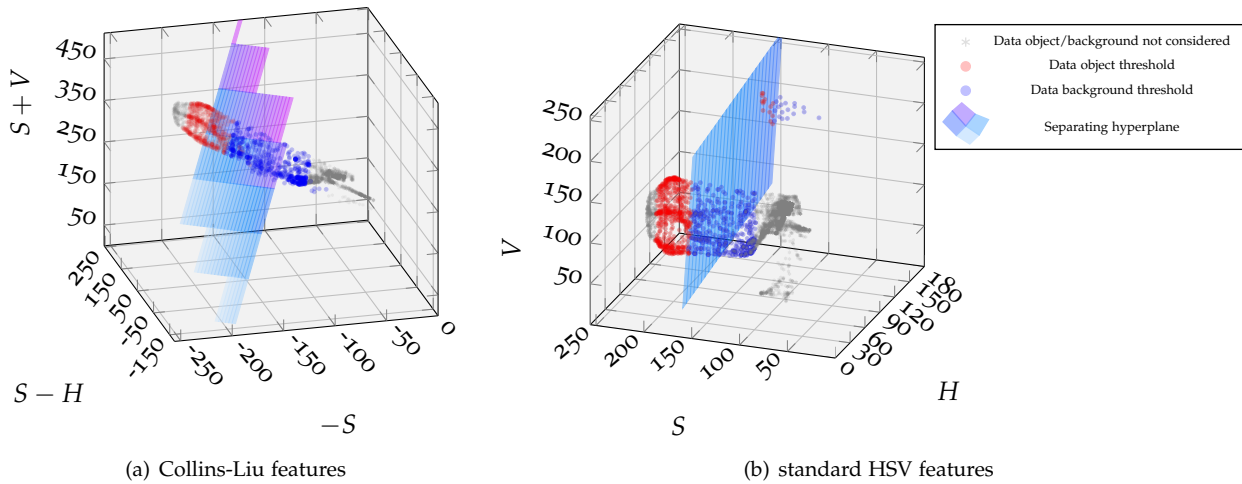 450
350
250
150
50
S + V
250
150
50
-50
-150
S − H
-250
-200
-150
-100
-50
0
−S
(a) Collins-Liu features
250
200
150
100
50
V
250
200
150
100
50
S
0
30
60
90
120
150
180
H
(b) standard HSV features
Data object/background not considered
Data object threshold
Data background threshold
Separating hyperplane